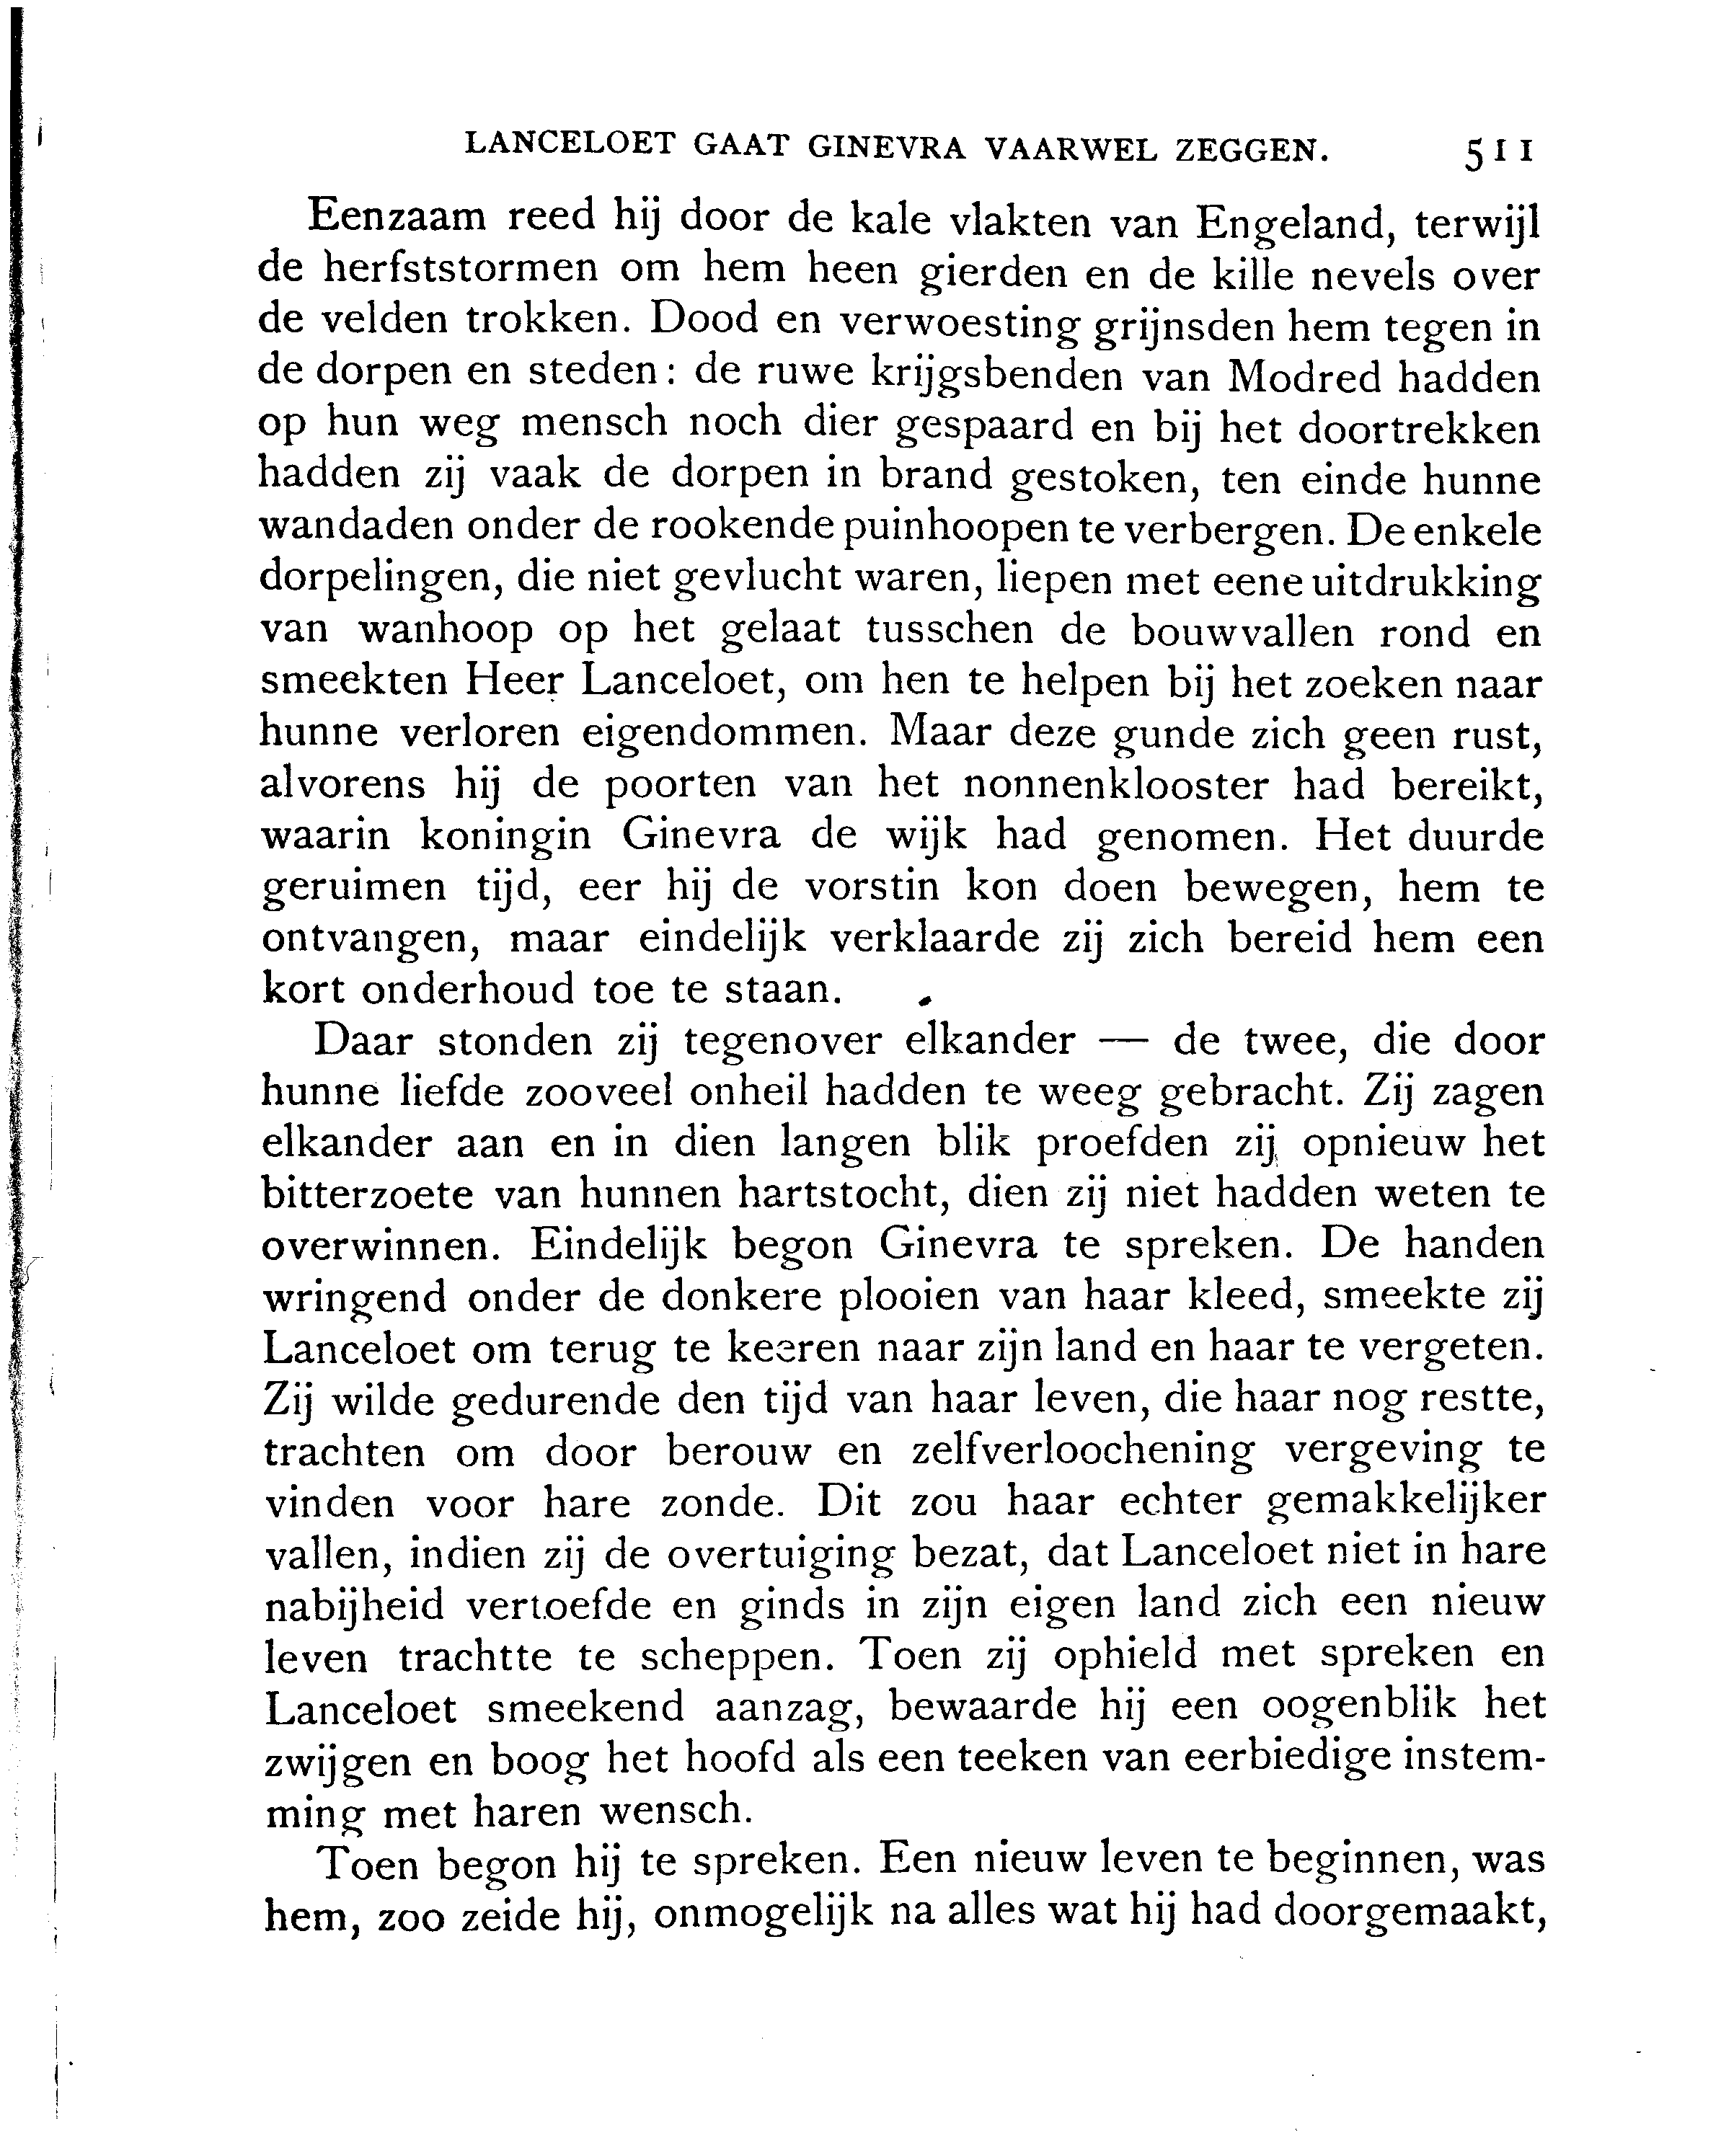 LANCELOET GAAT GINEVRA VAARWEL ZEGGEN. 511
Eenzaam reed hij door de kale vlakten van Engeland, terwijl
de herfststormen om hem heen gierden en de kille nevels over
de velden trokken. Dood en verwoesting grijnsden hem tegen in
de dorpen en steden: de ruwe krijgsbenden van Modred hadden
op hun weg mensch noch dier gespaard en bij het doortrekken
hadden zij vaak de dorpen in brand gestoken, ten einde hunne
wandaden onder de rookende puinhoopen te verbergen. De enkele
dorpelingen, die niet gevlucht waren, liepen met eene uitdrukking
van wanhoop op het gelaat tusschen de bouwvallen rond en
smeekten Heer Lanceloet, om hen te helpen bij het zoeken naar
hunne verloren eigendommen. Maar deze gunde zich geen rust,
alvorens hij de poorten van het nonnenklooster had bereikt,
waarin koningin Ginevra de wijk had genomen. Het duurde
geruimen tijd, eer hij de vorstin kon doen bewegen, hem te
ontvangen, maar eindelijk verklaarde zij zich bereid hem een
kort onderhoud toe te staan.
Daar stonden zij tegenover elkander — de twee, die door
hunne liefde zooveel onheil hadden te weeg gebracht. Zij zagen
elkander aan en in dien langen blik proefden zij opnieuw het
bitterzoete van hunnen hartstocht, dien zij niet hadden weten te
overwinnen. Eindelijk begon Ginevra te spreken. De handen
wringend onder de donkere plooien van haar kleed, smeekte zij
Lanceloet om terug te keeren naar zijn land en haar te vergeten.
Zij wilde gedurende den tijd van haar leven, die haar nog restte,
trachten om door berouw en zelfverloochening vergeving te
vinden voor hare zonde. Dit zou haar echter gemakkelijker
vallen, indien zij de overtuiging bezat, dat Lanceloet niet in hare
nabijheid vertoefde en ginds in zijn eigen land zich een nieuw
leven trachtte te scheppen. Toen zij ophield met spreken en
Lanceloet smeekend aanzag, bewaarde hij een oogenblik het
zwijgen en boog het hoofd als een teeken van eerbiedige instem-
ming met haren wensch.
Toen begon hij te spreken. Een nieuw leven te beginnen, was
hem, zoo zeide hij, onmogelijk na alles wat hij had doorgemaakt,